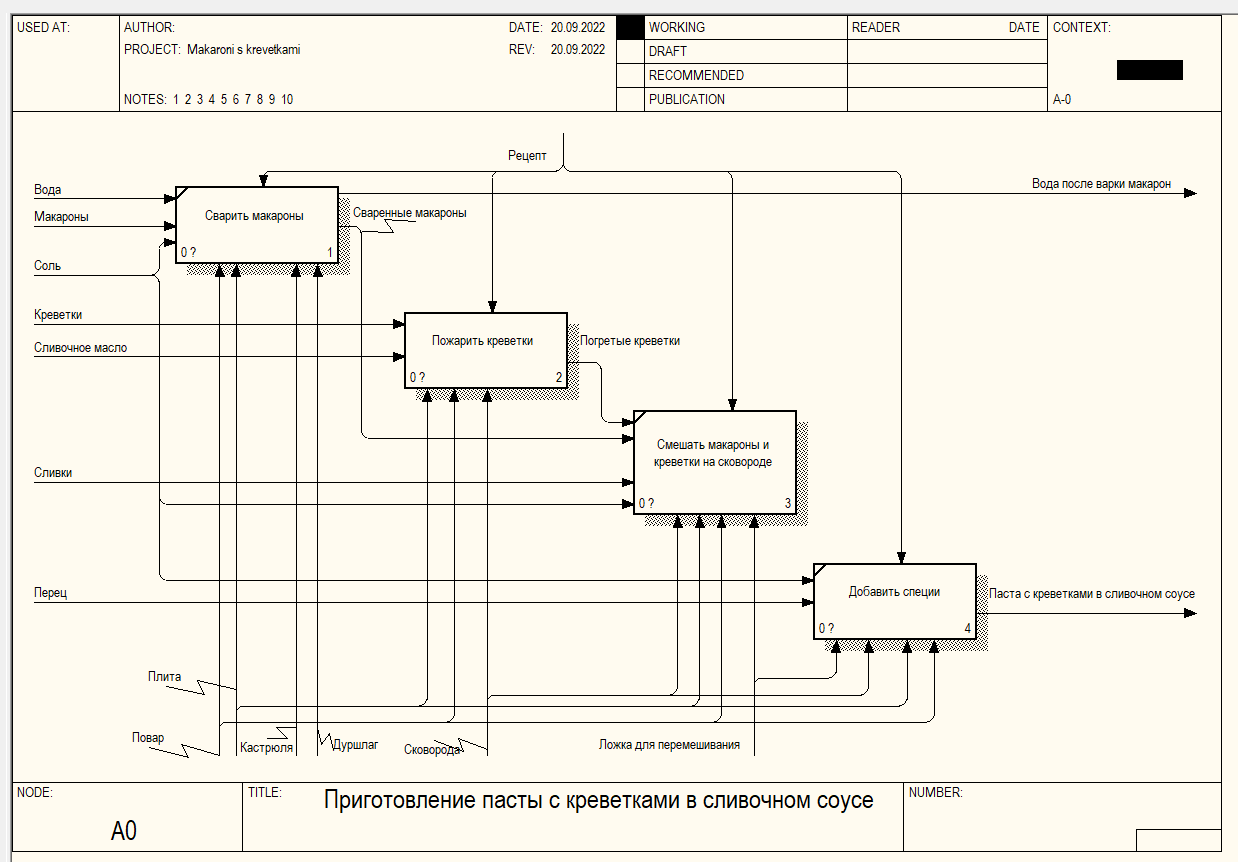 USED AT:
AUTHOR:
DATE: 20.09.2022
WORKING
READER
DATE
CONTEXT:
PROJECT: Makaroni s krevetkami
REV: 20.09.2022
DRAFT
RECOMMENDED
NOTES: 1 2 3 4 5 6 7 8 9 10
PUBLICATION
A-0
Рецепт
Вода
Вода после варки макарон
Макароны
Сварить макароны
Сваренные макароны
0 ?
1
Соль
Креветки
Сливочное масло
Пожарить креветки
Погретые креветки
0 ?
2
Смешать макароны и
креветки на сковороде
Сливки
0 ?
3
Перец
Добавить специи
Паста с креветками в сливочном соусе
0 ?
4
Плита
Повар
Кастрюля
Дуршлаг
Сковорода
Ложка для перемешивания
NODE:
TITLE:
Приготовление пасты с креветками в сливочном соусе
NUMBER:
A0